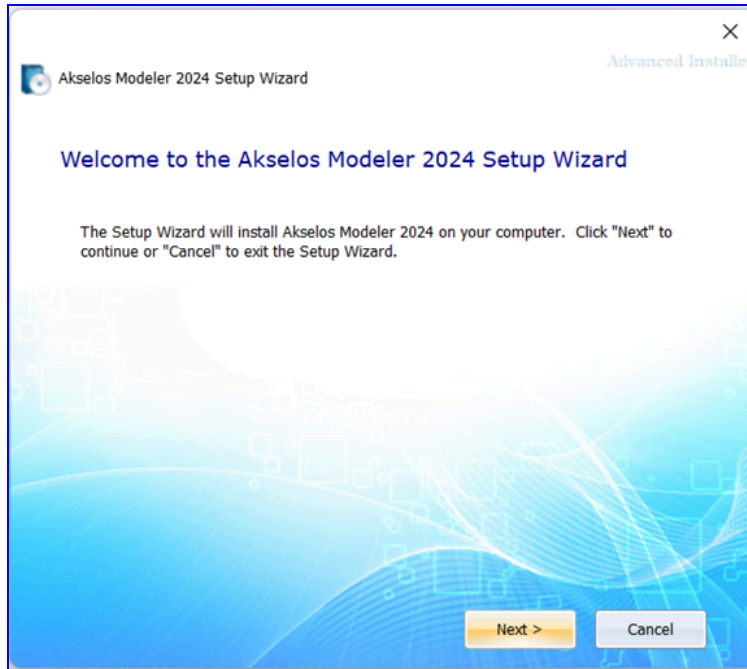 Advanced Installe
Akselos Modeler 2024 Setup Wizard
Welcome to the Akselos Modeler 2024 Setup Wizard
The Setup Wizard will install Akselos Modeler 2024 on your computer.  Click "Next" to
continue or "Cancel" to exit the Setup Wizard.
Next >
Cancel